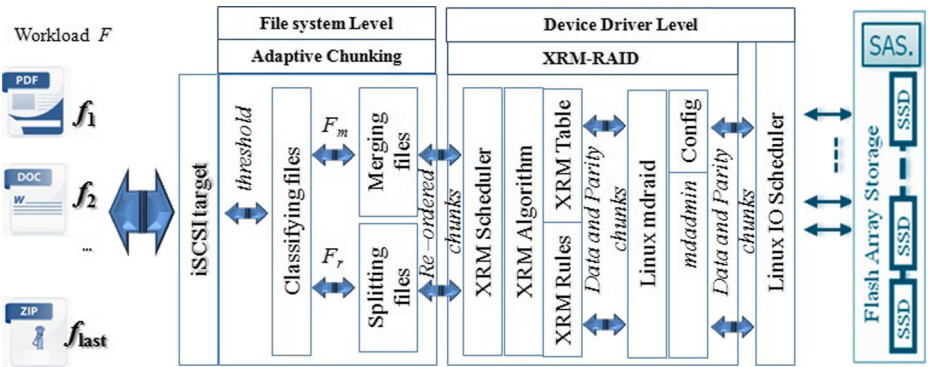 File system Level
Device Driver Level
Workload F
Adaptive Chunking
XRM-RAID
SAS.
PDF
f1
DOC
W
f2
...
ZIP
flast
iSCSI target
threshold
Classifying files
Fm
Fr
Merging files
Splitting files
Re-ordered
chunks
XRM Scheduler
XRM Algorithm
XRM Table
XRM Rules
Data and Parity
chunks
Linux mdraid
Config
mdadmin
Data and Parity
chunks
Linux IO Scheduler
Flash Array Storage
SSD
SSD
SSD